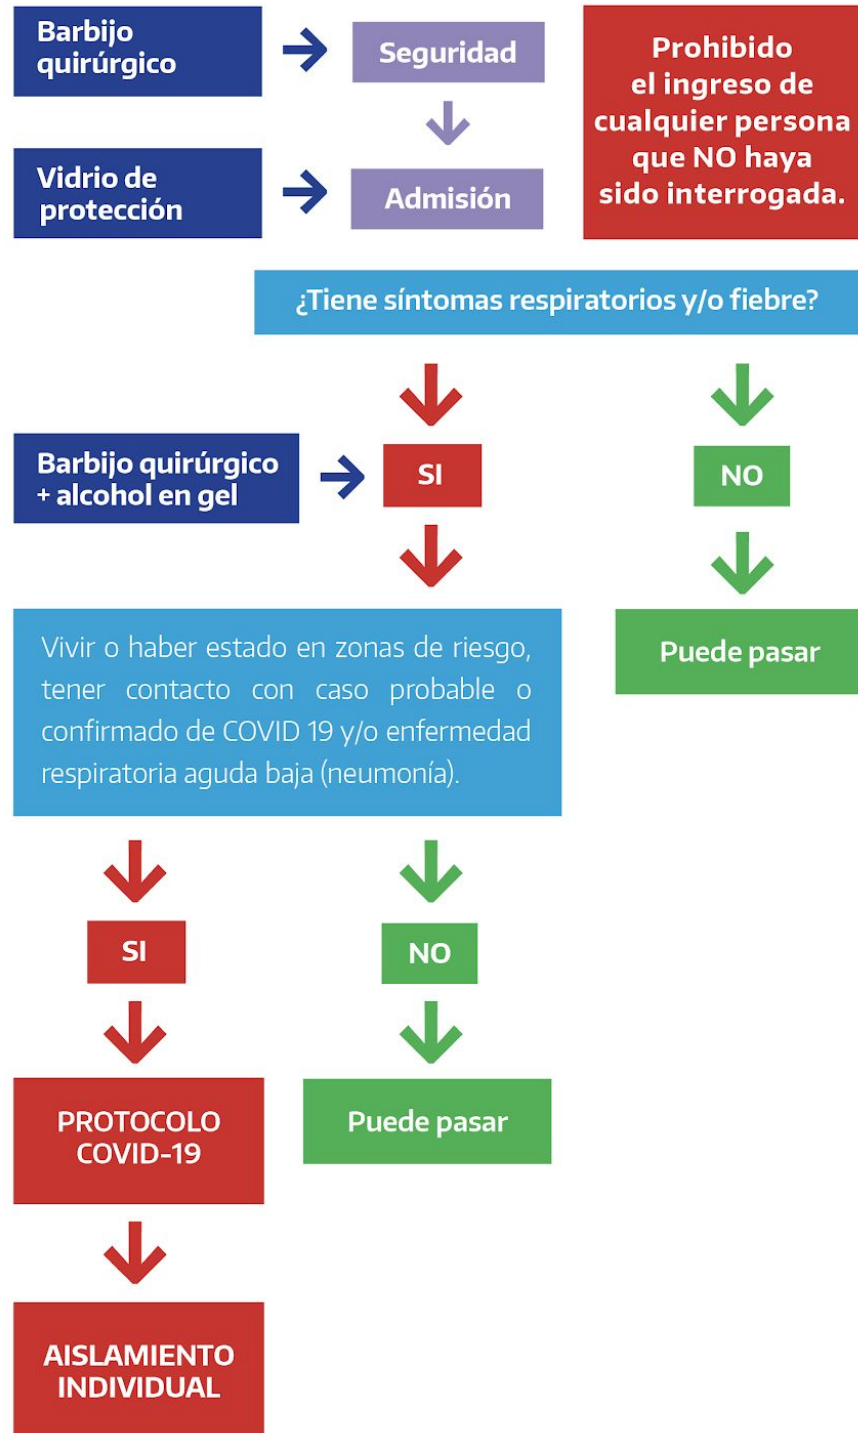 Barbijo
quirúrgico
Seguridad
Prohibido
el ingreso de
cualquier persona
que NO haya
sido interrogada.
Vidrio de
protección
Admisión
¿Tiene síntomas respiratorios y/o fiebre?
Barbijo quirúrgico
+ alcohol en gel
SI
NO
Vivir o haber estado en zonas de riesgo,
tener contacto con caso probable o
confirmado de COVID 19 y/o enfermedad
respiratoria aguda baja (neumonía).
Puede pasar
SI
NO
PROTOCOLO
COVID-19
Puede pasar
AISLAMIENTO
INDIVIDUAL